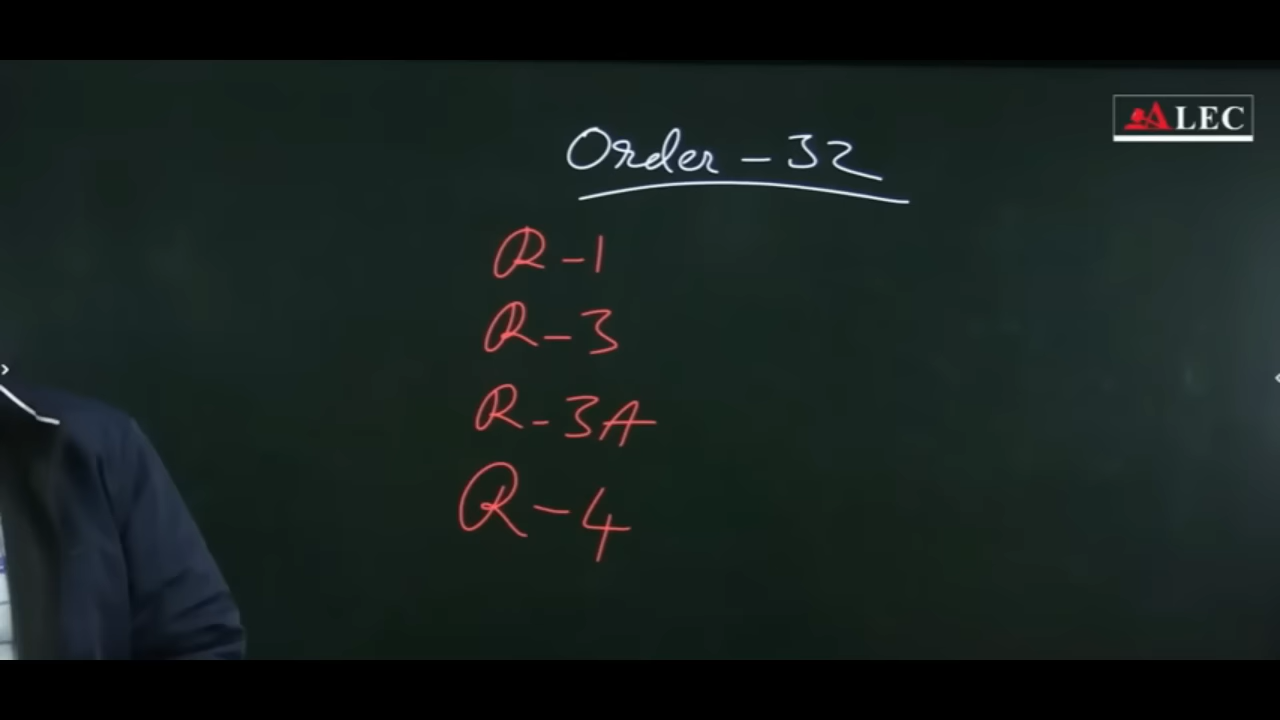 ALEC
Order - 32
R - 1
R - 3
R - 3A
R - 4